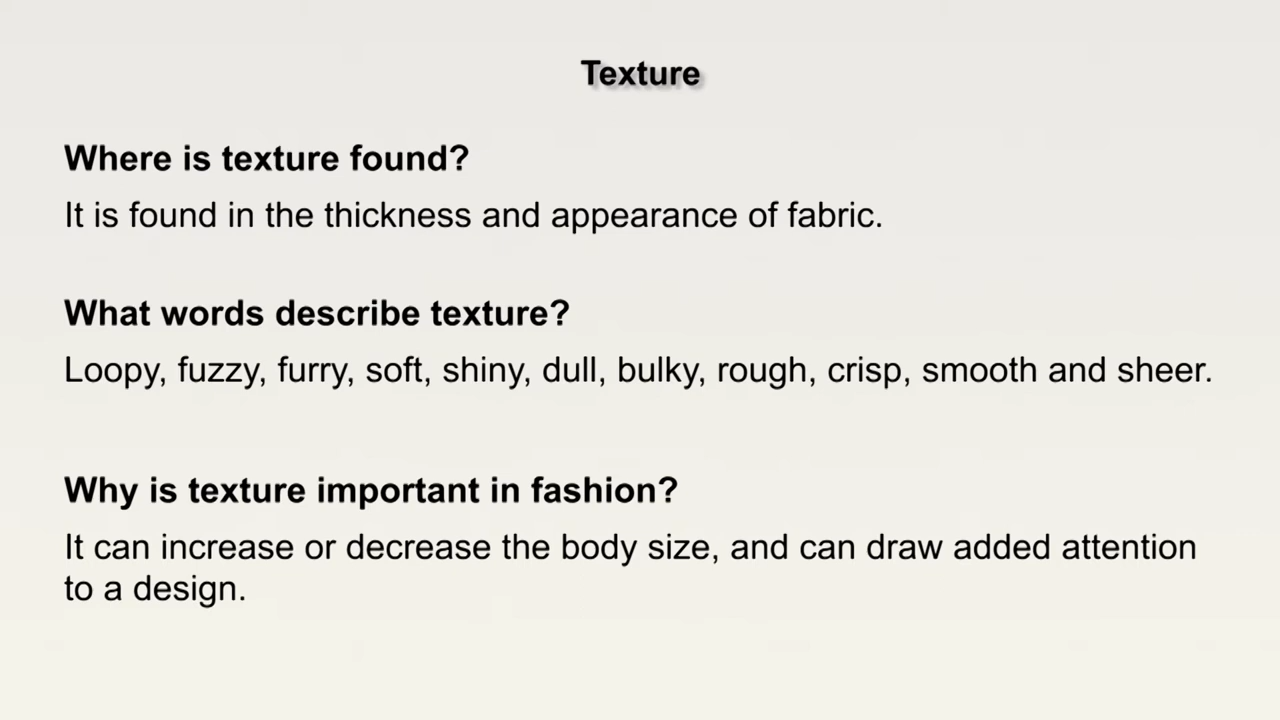 Texture
Where is texture found?
It is found in the thickness and appearance of fabric.
What words describe texture?
Loopy, fuzzy, furry, soft, shiny, dull, bulky, rough, crisp, smooth and sheer.
Why is texture important in fashion?
It can increase or decrease the body size, and can draw added attention
to a design.